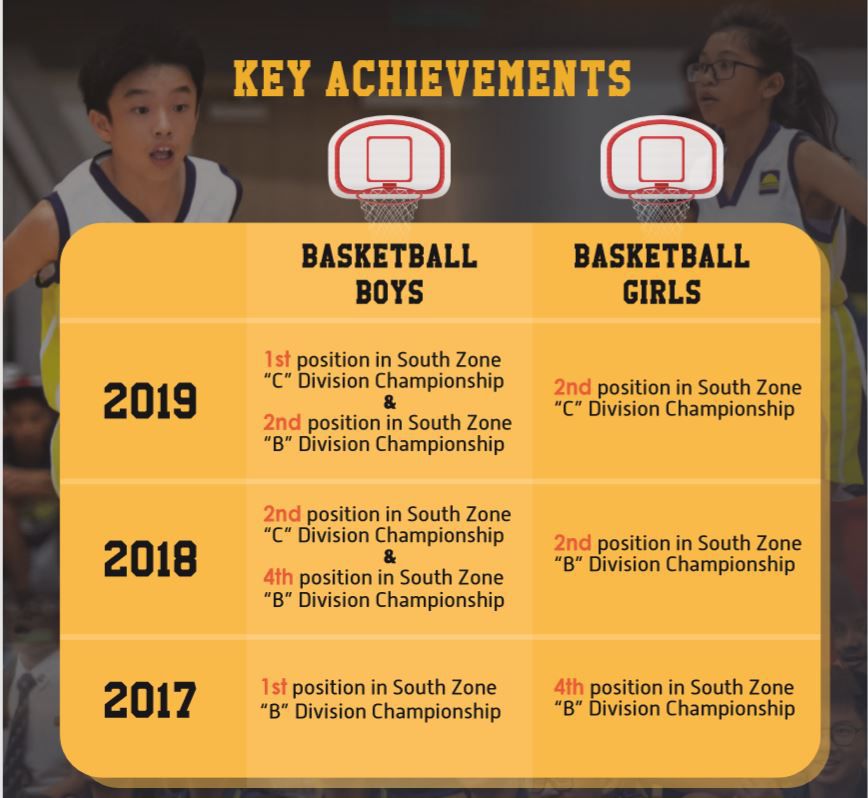 KEY ACHIEVEMENTS
BASKETBALL
BOYS
BASKETBALL
GIRLS
2019
1st position in South Zone
“C” Division Championship
&
2nd position in South Zone
“B” Division Championship
2nd position in South Zone
“C” Division Championship
2018
2nd position in South Zone
“C” Division Championship
&
4th position in South Zone
“B” Division Championship
2nd position in South Zone
“B” Division Championship
2017
1st position in South Zone
“B” Division Championship
4th position in South Zone
“B” Division Championship